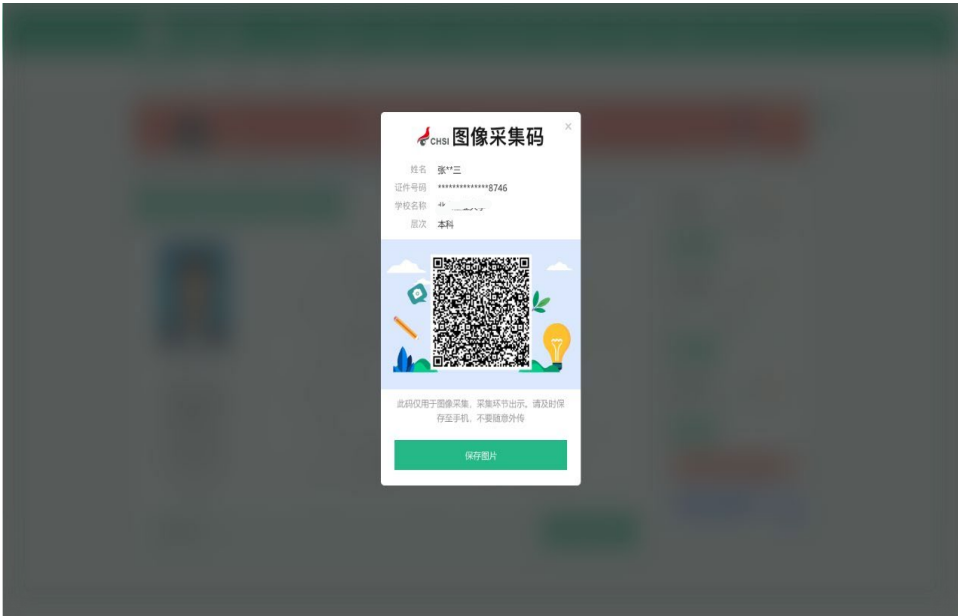 CHSI 图像采集码
×
姓名 张**三
证件号码 **************8746
学校名称
层次 本科
此码仅用于图像采集，采集环节出示。请及时保
存至手机，不要随意外传
保存图片